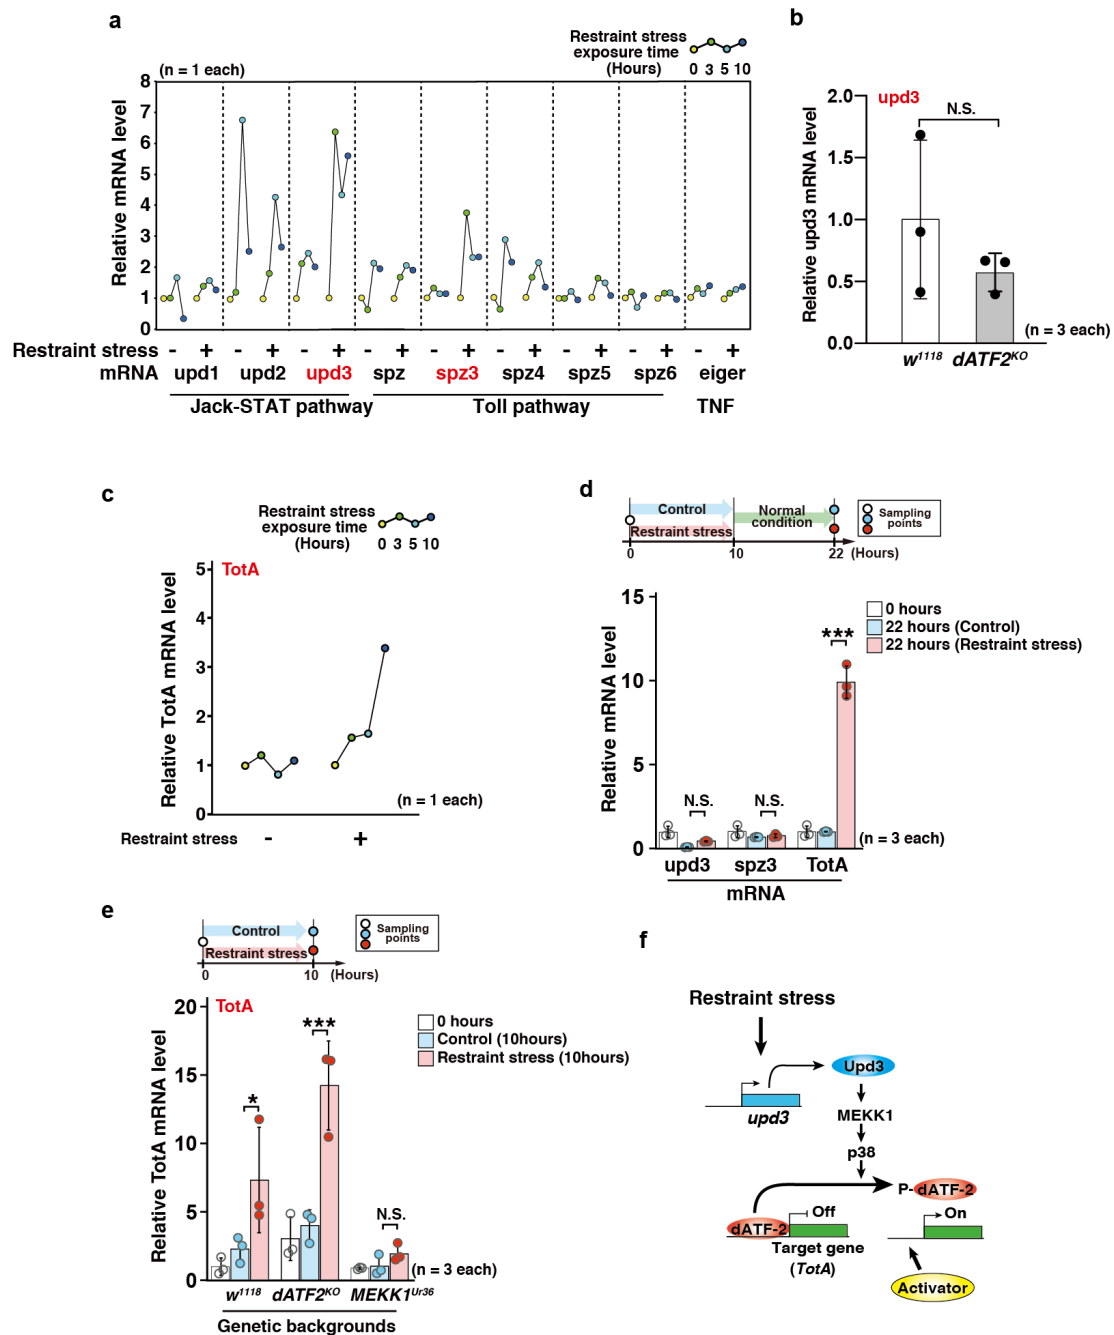 a
Restraint stress
exposure time
(Hours)
0 3 5 10
(n = 1 each)
Relative mRNA level
8
7
6
5
4
3
2
1
0
Restraint stress - + - + - + - + - + - + - + - + - +
mRNA upd1 upd2 upd3 spz spz3 spz4 spz5 spz6 eiger
Jack-STAT pathway Toll pathway TNF
b
upd3
N.S.
Relative upd3 mRNA level
2.0
1.5
1.0
0.5
0.0
(n = 3 each)
w1118 dATF2KO
c
Restraint stress
exposure time
(Hours)
0 3 5 10
TotA
Relative TotA mRNA level
5
4
3
2
1
0
(n = 1 each)
Restraint stress - +
d
Control
Restraint stress
Normal
condition
Sampling
points
0 10 22 (Hours)
0 hours
22 hours (Control)
22 hours (Restraint stress)
Relative mRNA level
15
10
5
0
N.S. N.S. ***
(n = 3 each)
upd3 spz3 TotA
mRNA
e
Control
Restraint stress
Sampling
points
0 10 (Hours)
TotA
0 hours
Control (10hours)
Restraint stress (10hours)
Relative TotA mRNA level
20
15
10
5
0
* *** N.S.
(n = 3 each)
w1118 dATF2KO MEKK1Ur36
Genetic backgrounds
f
Restraint stress
upd3
Upd3
MEKK1
p38
P-dATF-2
dATF-2
Off
On
Target gene
(TotA)
Activator